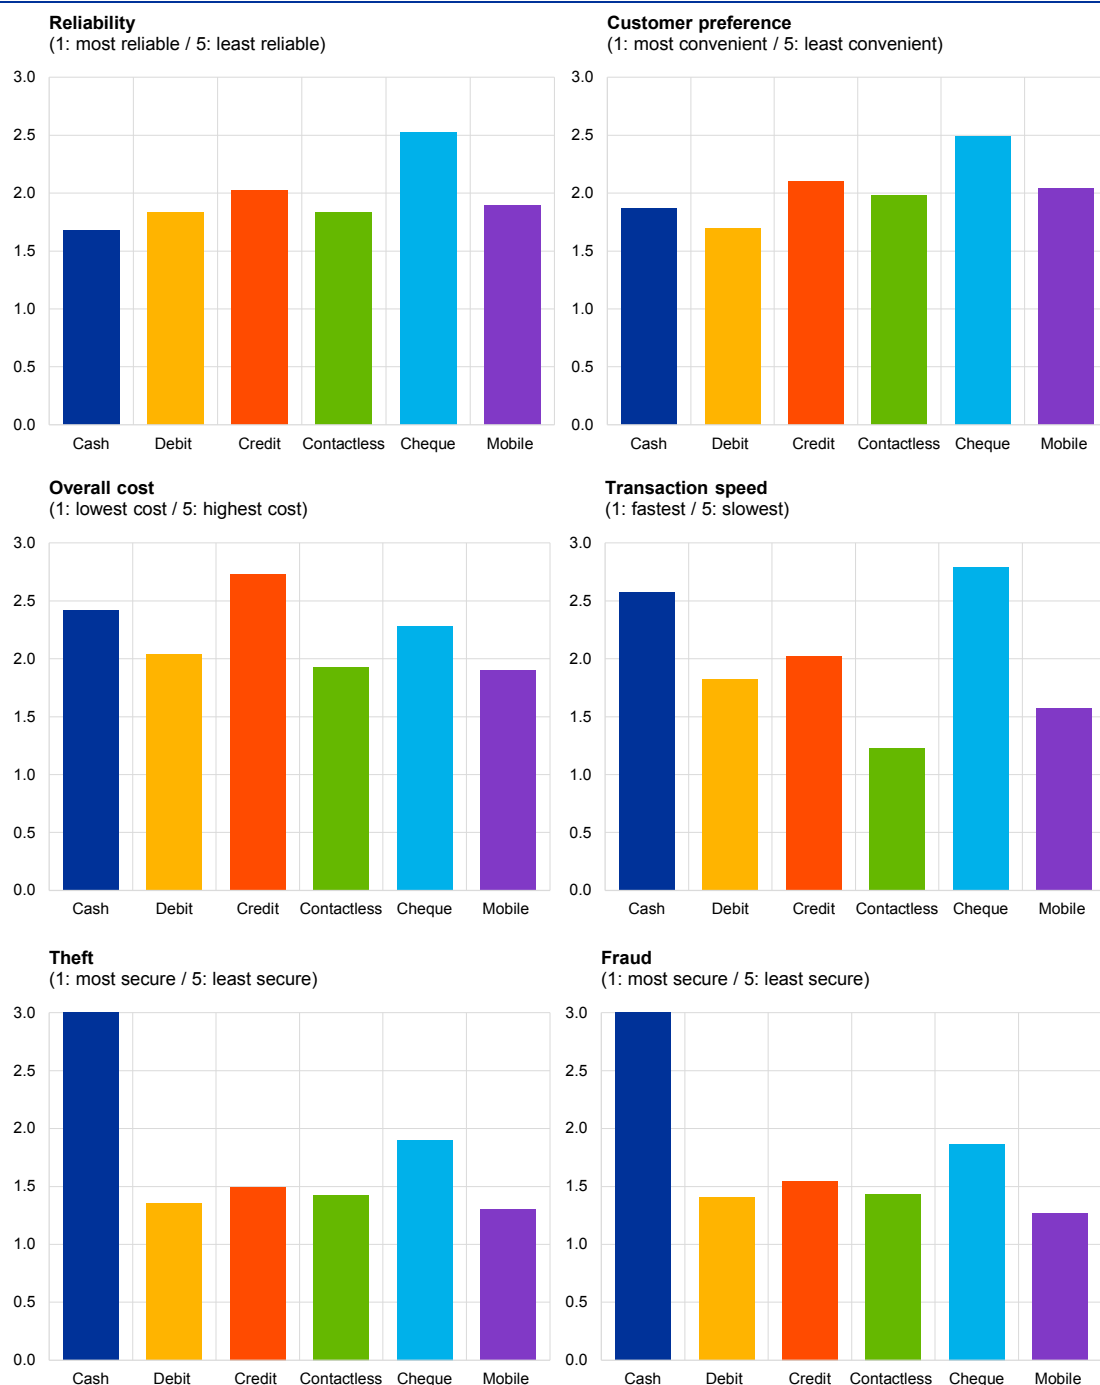 Reliability
(1: most reliable / 5: least reliable)
3.0
2.5
2.0
1.5
1.0
0.5
0.0
Cash Debit Credit Contactless Cheque Mobile
Customer preference
(1: most convenient / 5: least convenient)
3.0
2.5
2.0
1.5
1.0
0.5
0.0
Cash Debit Credit Contactless Cheque Mobile
Overall cost
(1: lowest cost / 5: highest cost)
3.0
2.5
2.0
1.5
1.0
0.5
0.0
Cash Debit Credit Contactless Cheque Mobile
Transaction speed
(1: fastest / 5: slowest)
3.0
2.5
2.0
1.5
1.0
0.5
0.0
Cash Debit Credit Contactless Cheque Mobile
Theft
(1: most secure / 5: least secure)
3.0
2.5
2.0
1.5
1.0
0.5
0.0
Cash Debit Credit Contactless Cheque Mobile
Fraud
(1: most secure / 5: least secure)
3.0
2.5
2.0
1.5
1.0
0.5
0.0
Cash Debit Credit Contactless Cheque Mobile